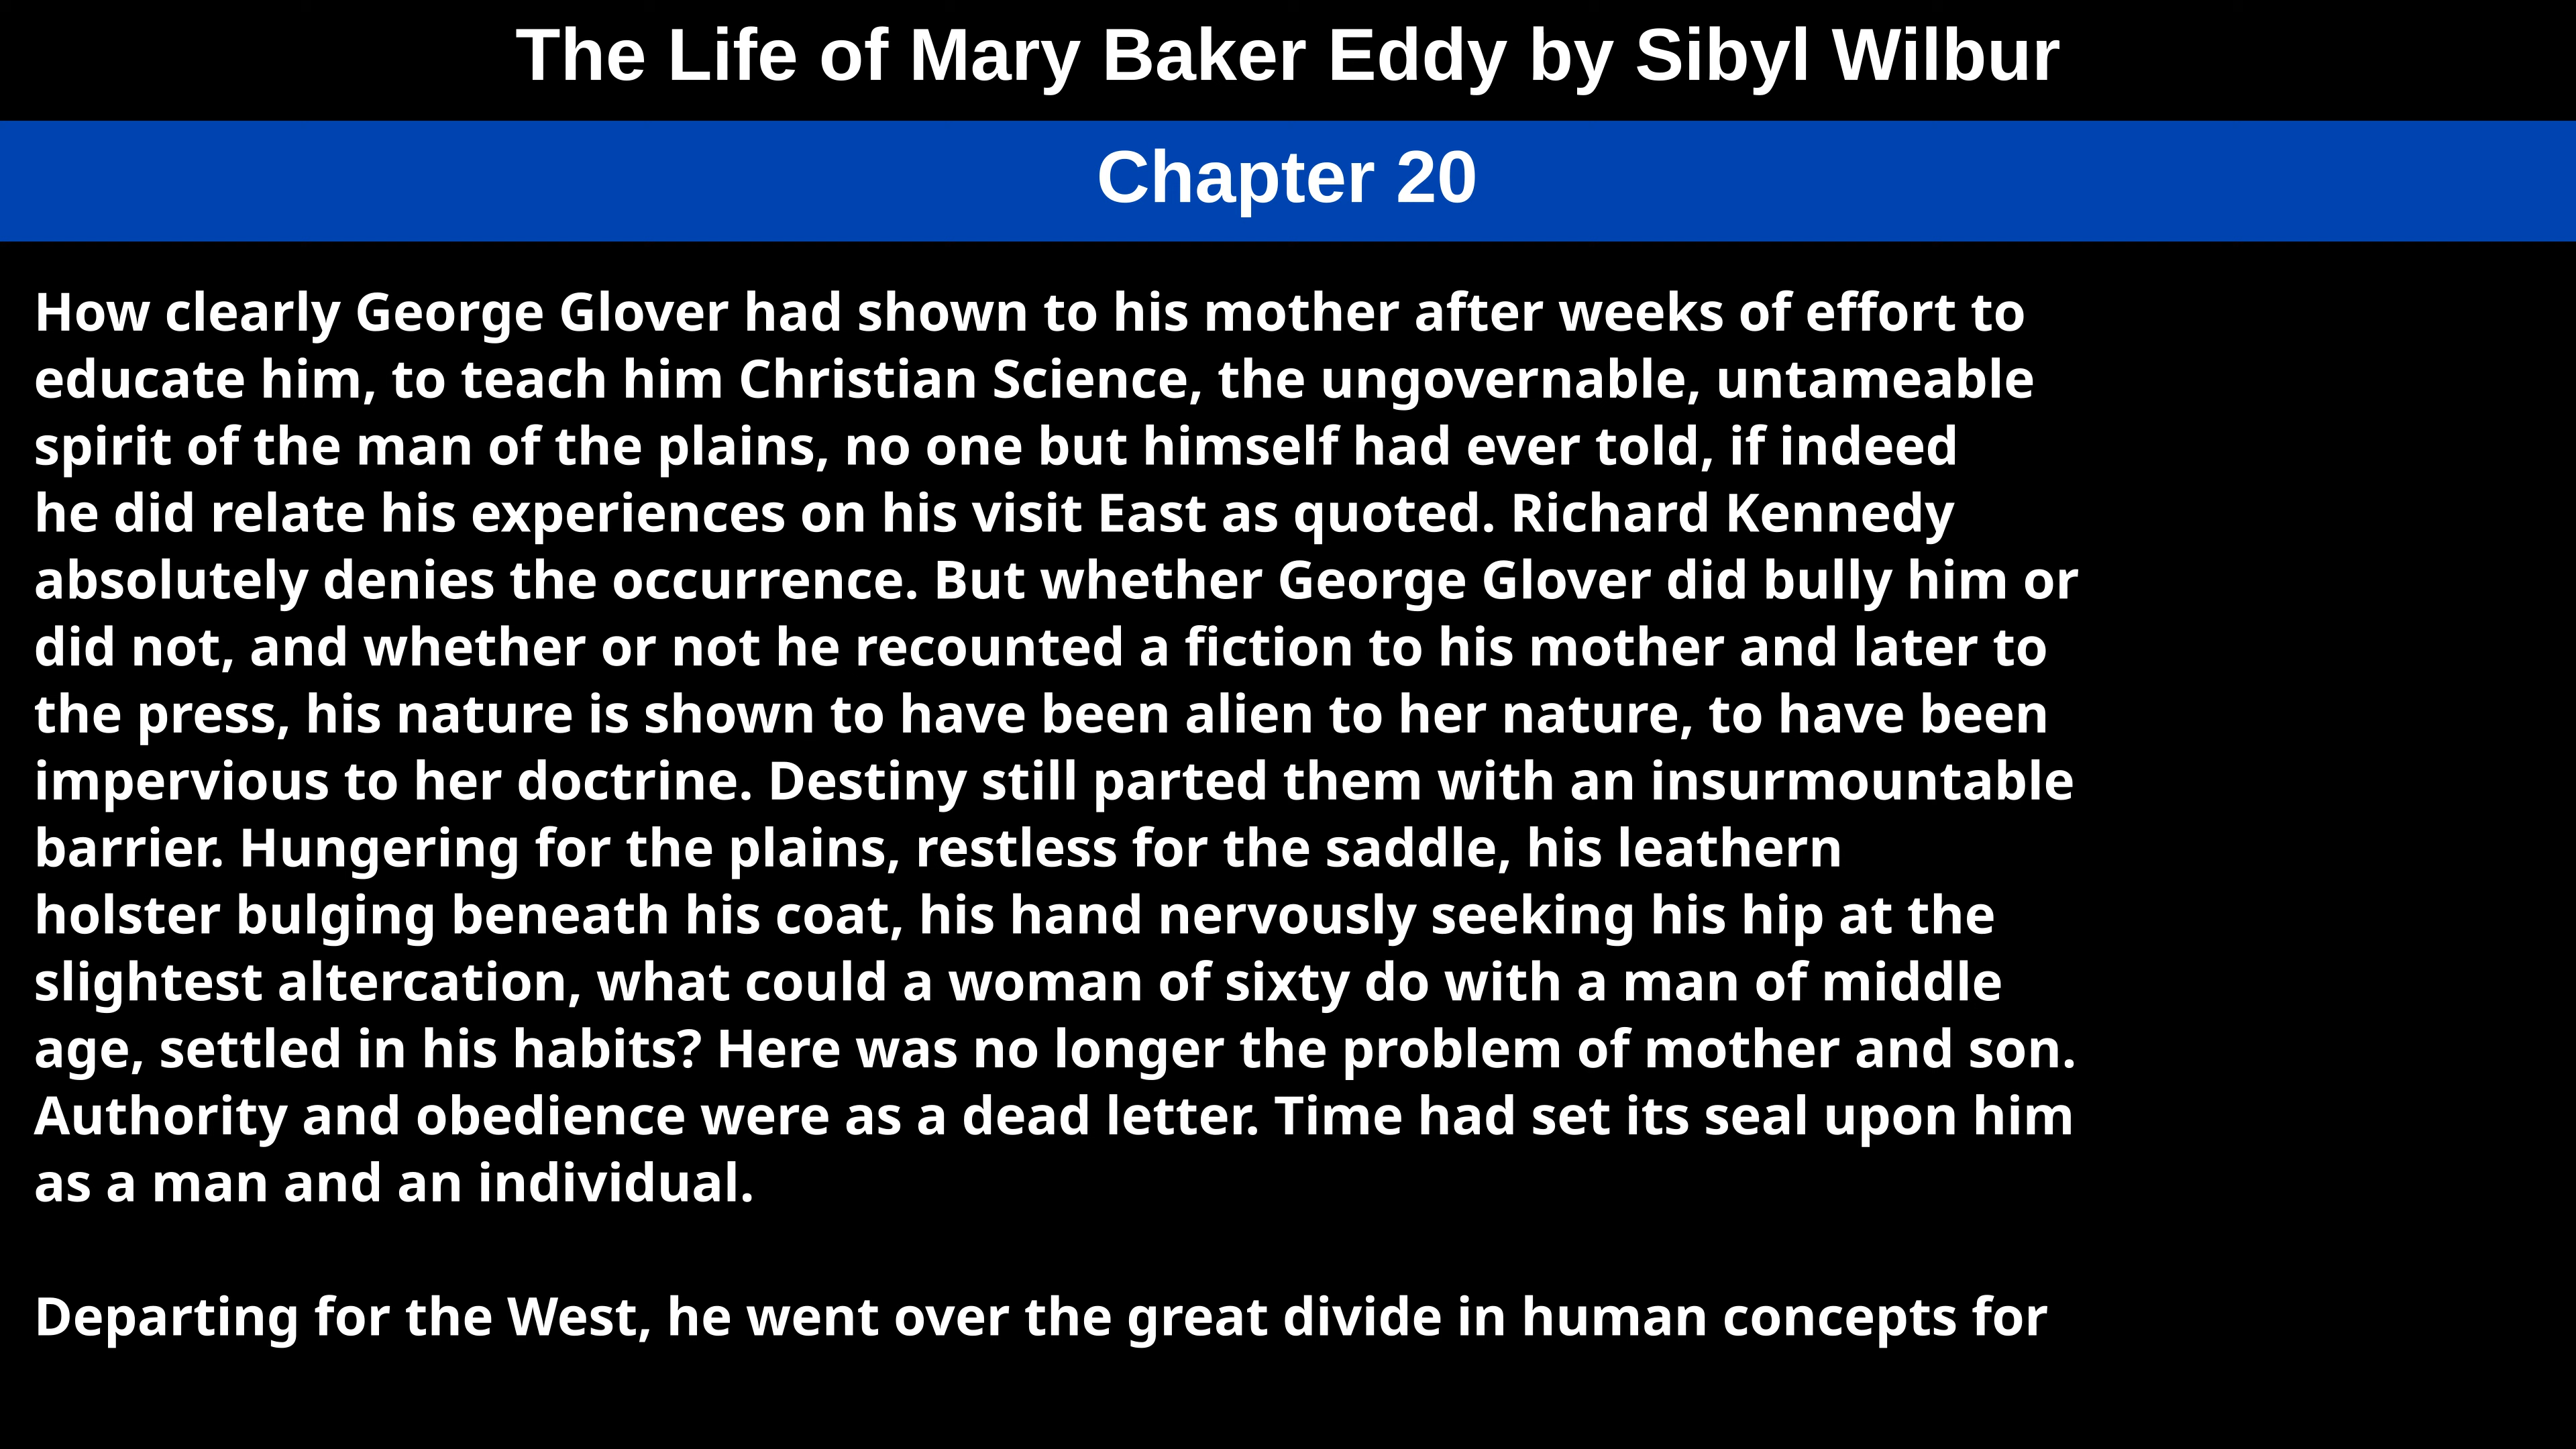 The Life of Mary Baker Eddy by Sibyl Wilbur
Chapter 20
How clearly George Glover had shown to his mother after weeks of effort to
educate him, to teach him Christian Science, the ungovernable, untameable
spirit of the man of the plains, no one but himself had ever told, if indeed
he did relate his experiences on his visit East as quoted. Richard Kennedy
absolutely denies the occurrence. But whether George Glover did bully him or
did not, and whether or not he recounted a fiction to his mother and later to
the press, his nature is shown to have been alien to her nature, to have been
impervious to her doctrine. Destiny still parted them with an insurmountable
barrier. Hungering for the plains, restless for the saddle, his leathern
holster bulging beneath his coat, his hand nervously seeking his hip at the
slightest altercation, what could a woman of sixty do with a man of middle
age, settled in his habits? Here was no longer the problem of mother and son.
Authority and obedience were as a dead letter. Time had set its seal upon him
as a man and an individual.
Departing for the West, he went over the great divide in human concepts for